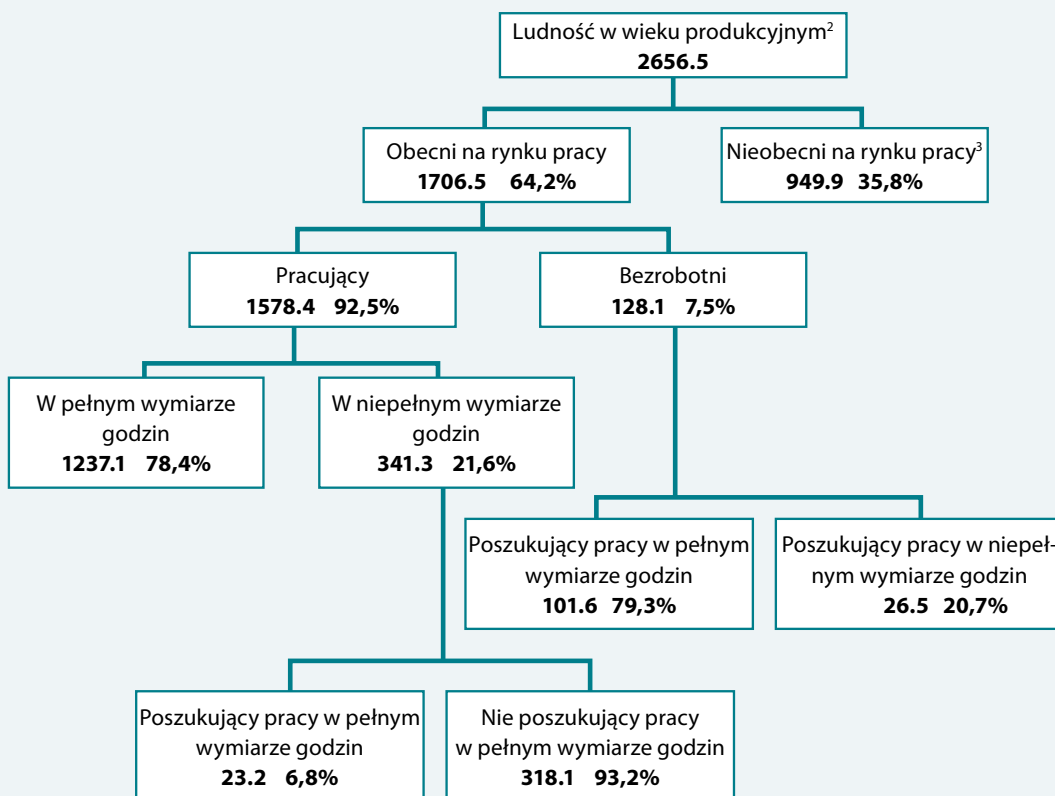 Ludność w wieku produkcyjnym²
2656.5
Obecni na rynku pracy
1706.5 64,2%
Nieobecni na rynku pracy³
949.9 35,8%
Pracujący
1578.4 92,5%
Bezrobotni
128.1 7,5%
W pełnym wymiarze
godzin
1237.1 78,4%
W niepełnym wymiarze
godzin
341.3 21,6%
Poszukujący pracy w pełnym
wymiarze godzin
101.6 79,3%
Poszukujący pracy w niepeł-
nym wymiarze godzin
26.5 20,7%
Poszukujący pracy w pełnym
wymiarze godzin
23.2 6,8%
Nie poszukujący pracy
w pełnym wymiarze godzin
318.1 93,2%